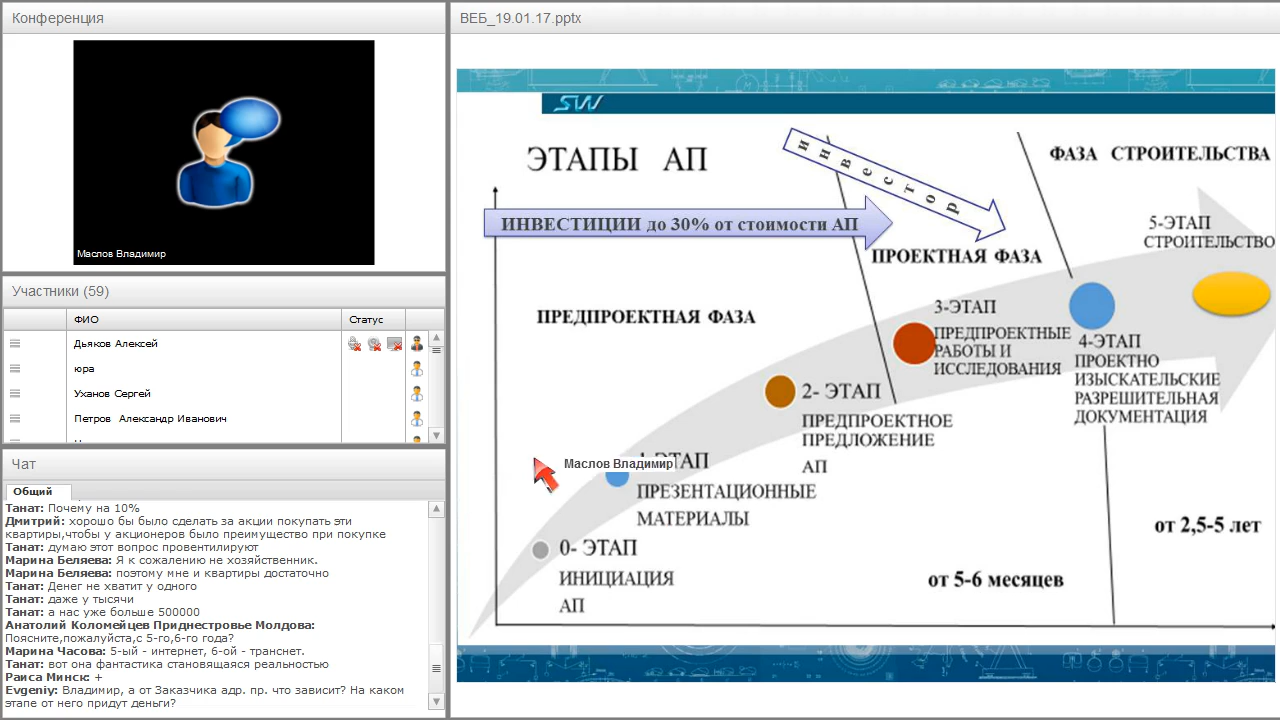 Конференция
Маслов Владимир
Участники (59)
ФИО
Статус
Дьяков Алексей
юра
Уханов Сергей
Петров Александр Иванович
Чат
Общий
Танат: Почему на 10%
Дмитрий: хорошо бы было сделать за акции покупать эти
квартиры,чтобы у акционеров было преимущество при покупке
Танат: думаю этот вопрос провентилируют
Марина Беляева: Я к сожалению не хозяйственник.
Марина Беляева: поэтому мне и квартиры достаточно
Танат: Денег не хватит у одного
Танат: даже у тысячи
Танат: а нас уже больше 500000
Анатолий Коломейцев Приднестровье Молдова:
Поясните,пожалуйста,с 5-го,6-го года?
Марина Часова: 5-ый - интернет, 6-ой - транснет.
Танат: вот она фантастика становящаяся реальностью
Раиса Минск: +
Evgeniy: Владимир, а от Заказчика адр. пр. что зависит? На каком
этапе от него придут деньги?
ВЕБ_19.01.17.pptx
SW
ЭТАПЫ АП
инвестор
ФАЗА СТРОИТЕЛЬСТВА
ИНВЕСТИЦИИ до 30% от стоимости АП
5-ЭТАП
СТРОИТЕЛЬСТВО
ПРОЕКТНАЯ ФАЗА
ПРЕДПРОЕКТНАЯ ФАЗА
3-ЭТАП
ПРЕДПРОЕКТНЫЕ
РАБОТЫ И
ИССЛЕДОВАНИЯ
4-ЭТАП
ПРОЕКТНО
ИЗЫСКАТЕЛЬСКИЕ
РАЗРЕШИТЕЛЬНАЯ
ДОКУМЕНТАЦИЯ
2- ЭТАП
ПРЕДПРОЕКТНОЕ
ПРЕДЛОЖЕНИЕ
АП
Маслов Владимир
1-ЭТАП
ПРЕЗЕНТАЦИОННЫЕ
МАТЕРИАЛЫ
0- ЭТАП
ИНИЦИАЦИЯ
АП
от 5-6 месяцев
от 2,5-5 лет